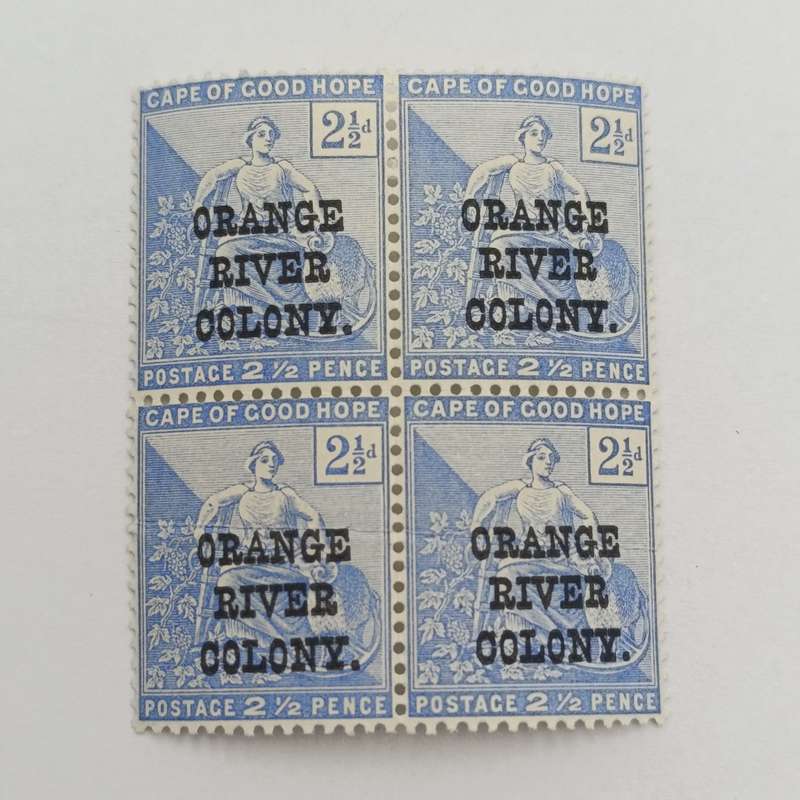 CAPE OF GOOD HOPE
2½d
ORANGE
RIVER
COLONY.
POSTAGE 2 ½ PENCE
CAPE OF GOOD HOPE
2½d
ORANGE
RIVER
COLONY.
POSTAGE 2 ½ PENCE
CAPE OF GOOD HOPE
2½d
ORANGE
RIVER
COLONY.
POSTAGE 2 ½ PENCE
CAPE OF GOOD HOPE
2½d
ORANGE
RIVER
COLONY.
POSTAGE 2 ½ PENCE